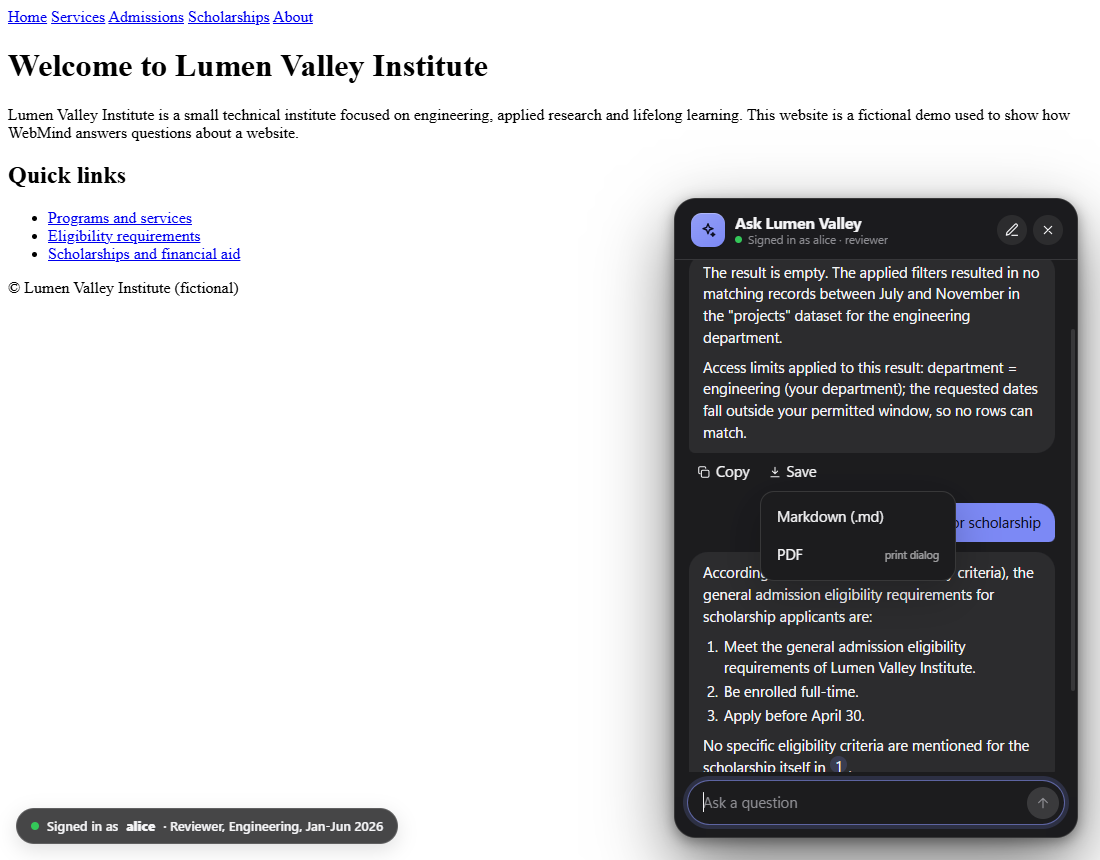 Home Services Admissions Scholarships About
Welcome to Lumen Valley Institute
Lumen Valley Institute is a small technical institute focused on engineering, applied research and lifelong learning. This website is a fictional demo used to show how
WebMind answers questions about a website.
Quick links
Programs and services
Eligibility requirements
Scholarships and financial aid
© Lumen Valley Institute (fictional)
Ask Lumen Valley
Signed in as alice · reviewer
The result is empty. The applied filters resulted in no
matching records between July and November in
the "projects" dataset for the engineering
department.
Access limits applied to this result: department =
engineering (your department); the requested dates
fall outside your permitted window, so no rows can
match.
Copy Save
Markdown (.md)
PDF print dialog
scholarship
According criteria), the
general admission eligibility requirements for
scholarship applicants are:
1. Meet the general admission eligibility
requirements of Lumen Valley Institute.
2. Be enrolled full-time.
3. Apply before April 30.
No specific eligibility criteria are mentioned for the
scholarship itself in 1 .
Ask a question
Signed in as alice · Reviewer, Engineering, Jan-Jun 2026